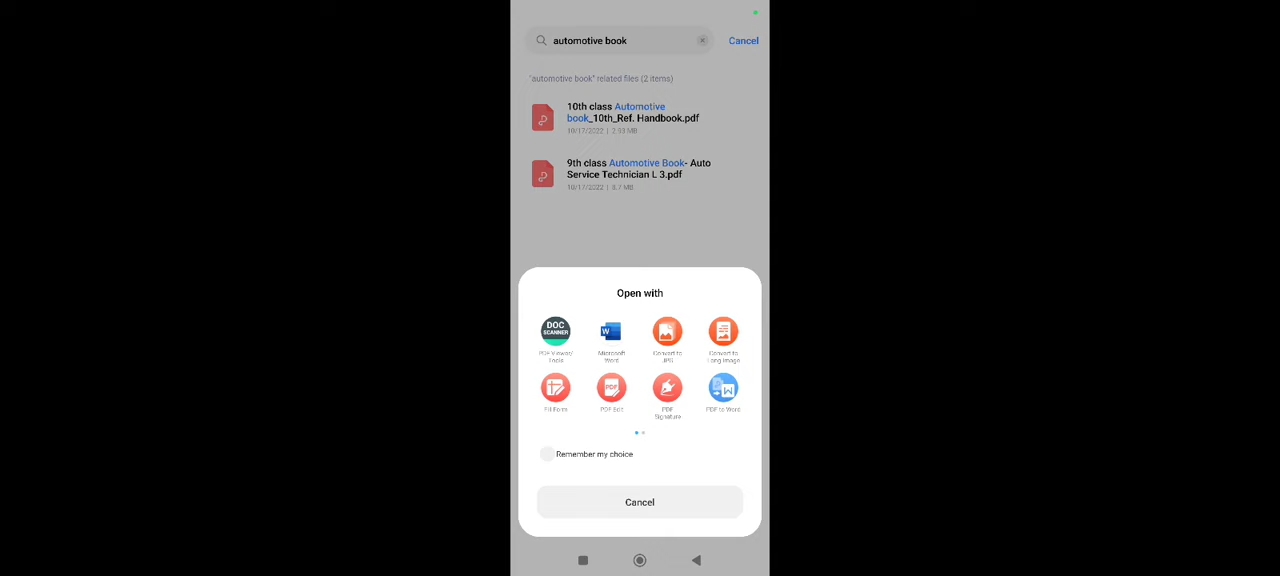 automotive book
Cancel
"automotive book" related files (2 items)
10th class Automotive
book_10th_Ref. Handbook.pdf
10/17/2022 | 2.53 MB
9th class Automotive Book- Auto
Service Technician L 3.pdf
10/17/2022 | 8.7 MB
Open with
DOC
SCANNER
W
PDF
W
PDF Viewer/
Tools
Microsoft
Word
Convert to
JPG
Convert to
Long Image
Fill Form
PDF Edit
PDF
Signature
PDF to Word
Remember my choice
Cancel